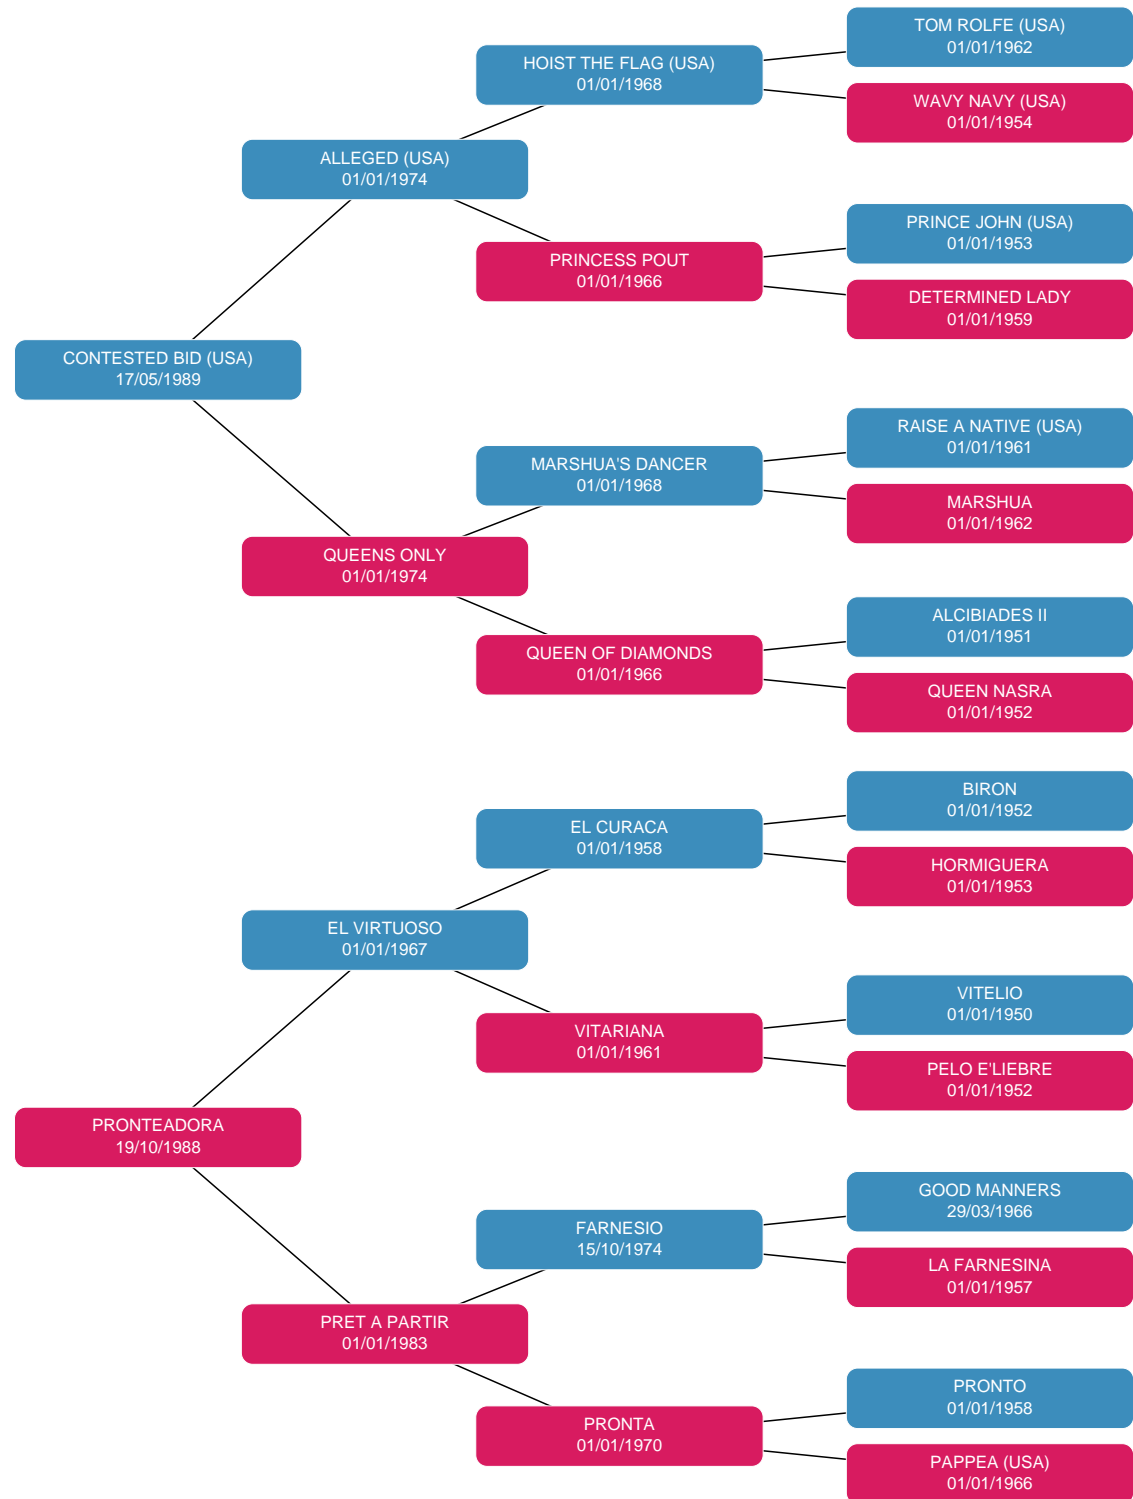 TOM ROLFE (USA)
01/01/1962
HOIST THE FLAG (USA)
01/01/1968
WAVY NAVY (USA)
01/01/1954
ALLEGED (USA)
01/01/1974
PRINCE JOHN (USA)
01/01/1953
PRINCESS POUT
01/01/1966
DETERMINED LADY
01/01/1959
CONTESTED BID (USA)
17/05/1989
RAISE A NATIVE (USA)
01/01/1961
MARSHUA'S DANCER
01/01/1968
MARSHUA
01/01/1962
QUEENS ONLY
01/01/1974
ALCIBIADES II
01/01/1951
QUEEN OF DIAMONDS
01/01/1966
QUEEN NASRA
01/01/1952
BIRON
01/01/1952
EL CURACA
01/01/1958
HORMIGUERA
01/01/1953
EL VIRTUOSO
01/01/1967
VITELIO
01/01/1950
VITARIANA
01/01/1961
PELO E'LIEBRE
01/01/1952
PRONTEADORA
19/10/1988
GOOD MANNERS
29/03/1966
FARNESIO
15/10/1974
LA FARNESINA
01/01/1957
PRET A PARTIR
01/01/1983
PRONTO
01/01/1958
PRONTA
01/01/1970
PAPPEA (USA)
01/01/1966